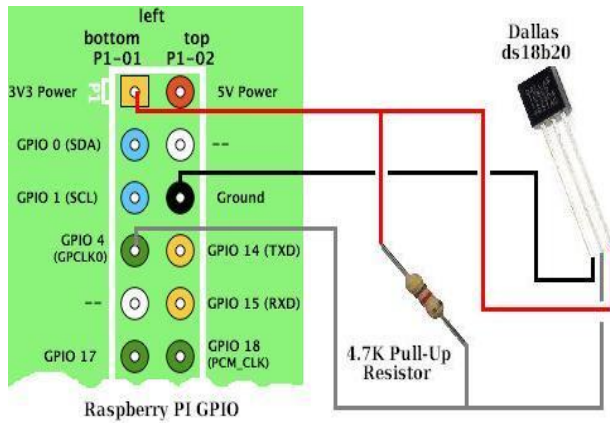 left
bottom top
P1-01 P1-02
3V3 Power P1 5V Power
GPIO 0 (SDA) --
GPIO 1 (SCL) Ground
GPIO 4
(GPCLK0) GPIO 14 (TXD)
-- GPIO 15 (RXD)
GPIO 17 GPIO 18
(PCM_CLK)
Raspberry PI GPIO
Dallas
ds18b20
4.7K Pull-Up
Resistor